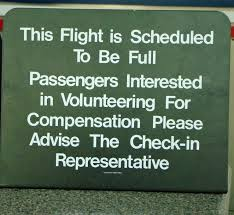 This Flight is Scheduled
To Be Full
Passengers Interested
in Volunteering For
Compensation Please
Advise The Check-in
Representative